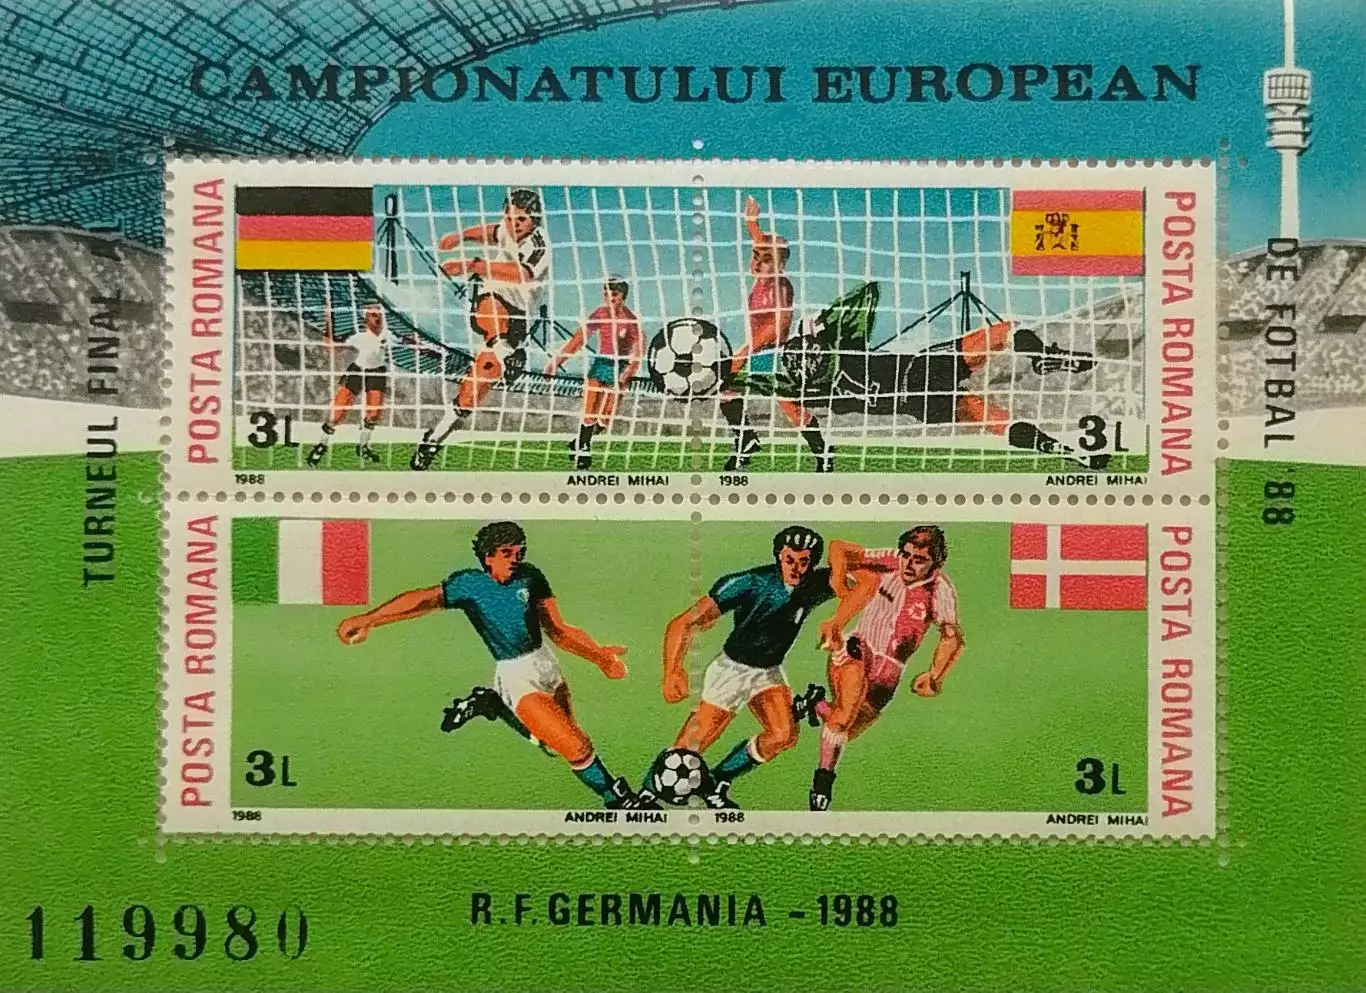 CAMPIONATULUI EUROPEAN
TURNEUL FINAL AL
DE FOTBAL '88
POSTA ROMANA
3L
1988
ANDREI MIHAI
POSTA ROMANA
3L
1988
ANDREI MIHAI
POSTA ROMANA
3L
1988
ANDREI MIHAI
POSTA ROMANA
3L
1988
ANDREI MIHAI
R.F. GERMANIA - 1988
119980